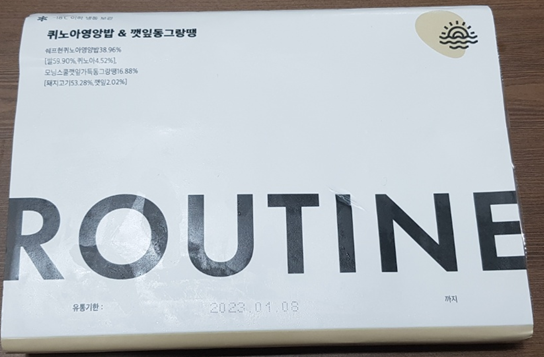 퀴노아영양밥 & 깻잎동그랑땡
쉐프원퀴노아영양밥38.96%
[쌀59.90%,퀴노아4.52%],
모닝스쿨깻잎가득동그랑땡16.88%
[돼지고기53.28%,깻잎2.02%]
ROUTINE
유통기한 : 2023.01.08 까지